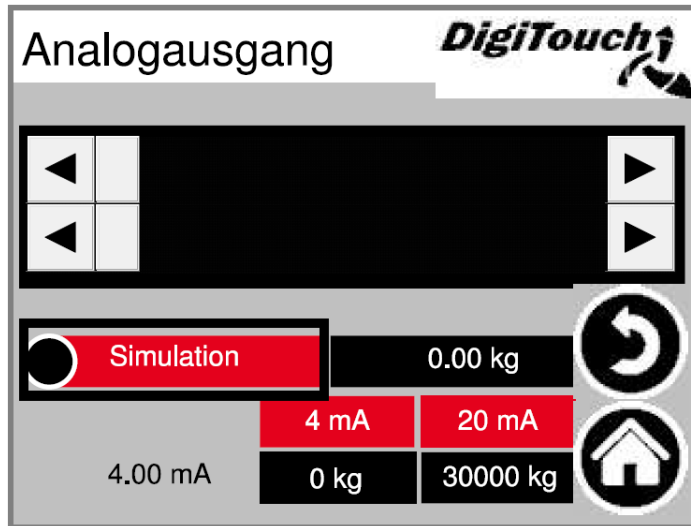 Analogausgang
DigiTouch
Simulation
0.00 kg
4 mA
20 mA
4.00 mA
0 kg
30000 kg